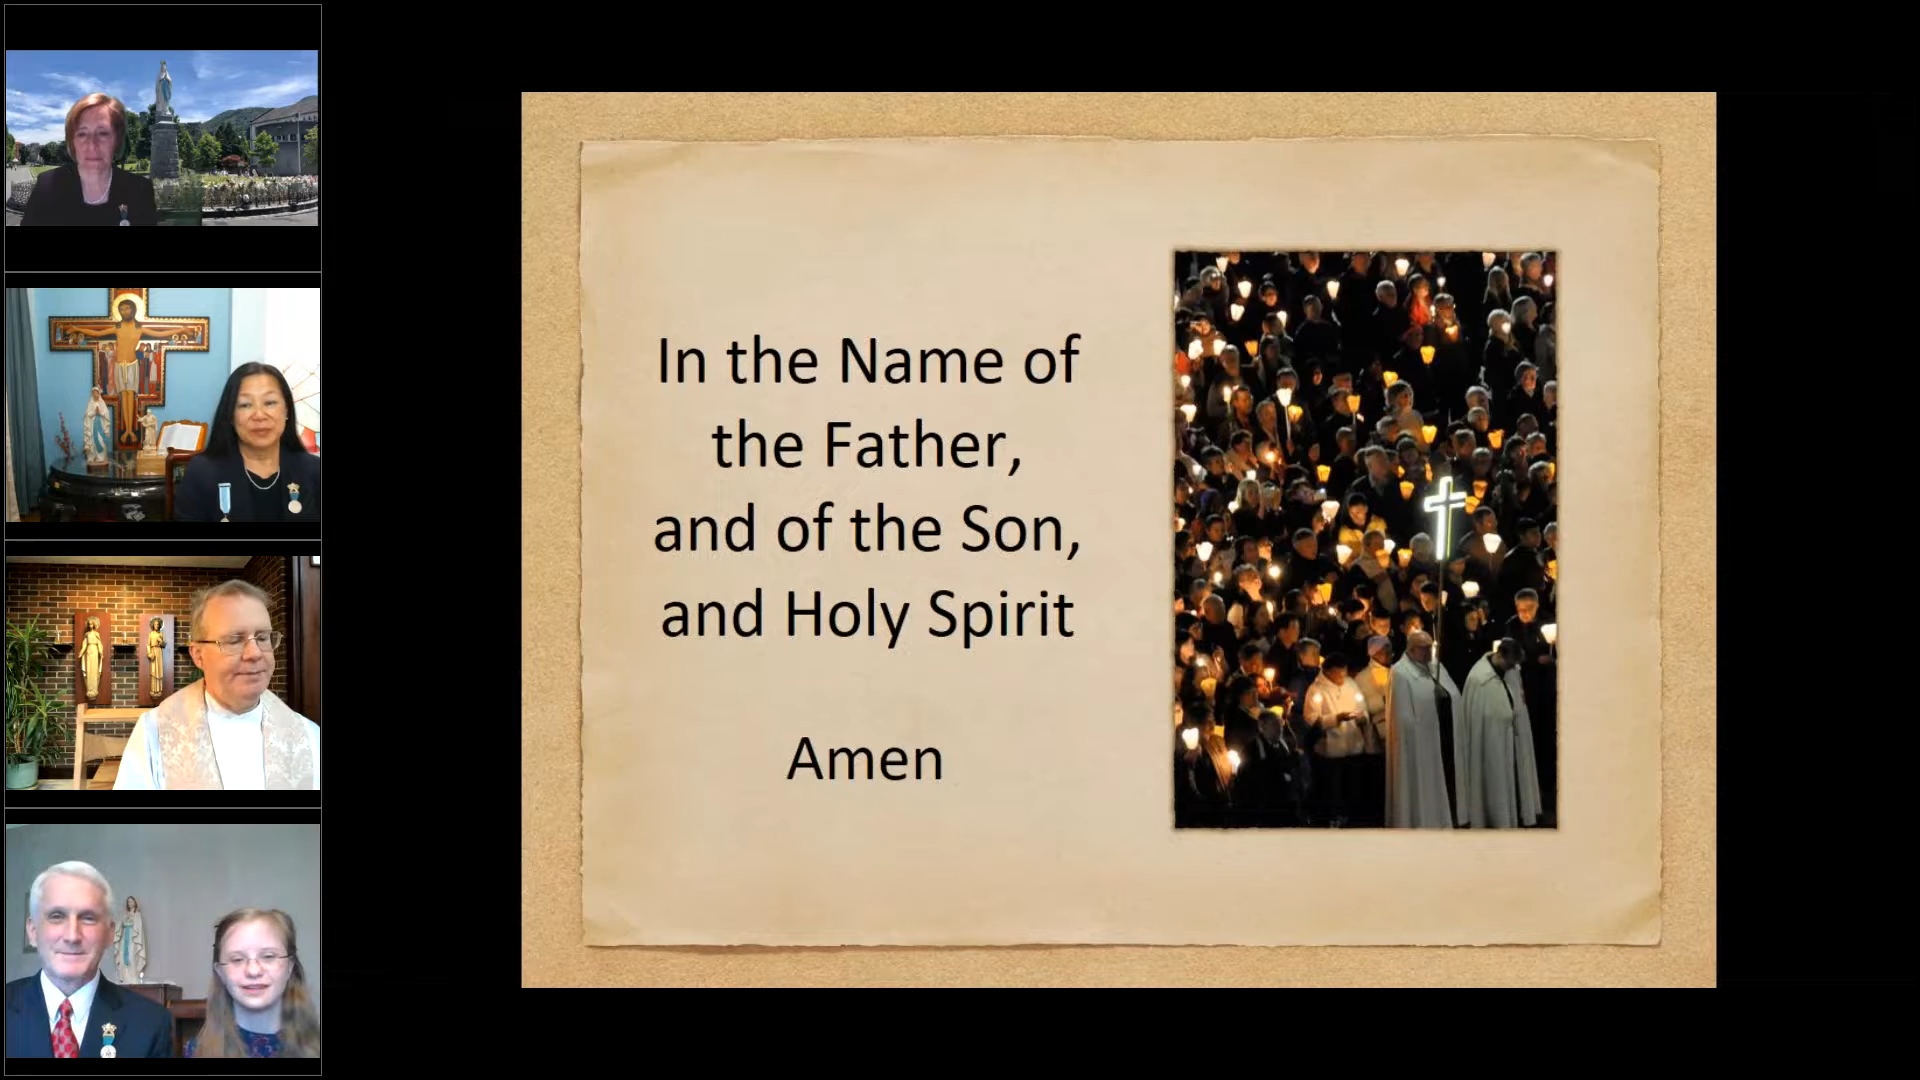 In the Name of
the Father,
and of the Son,
and Holy Spirit
Amen